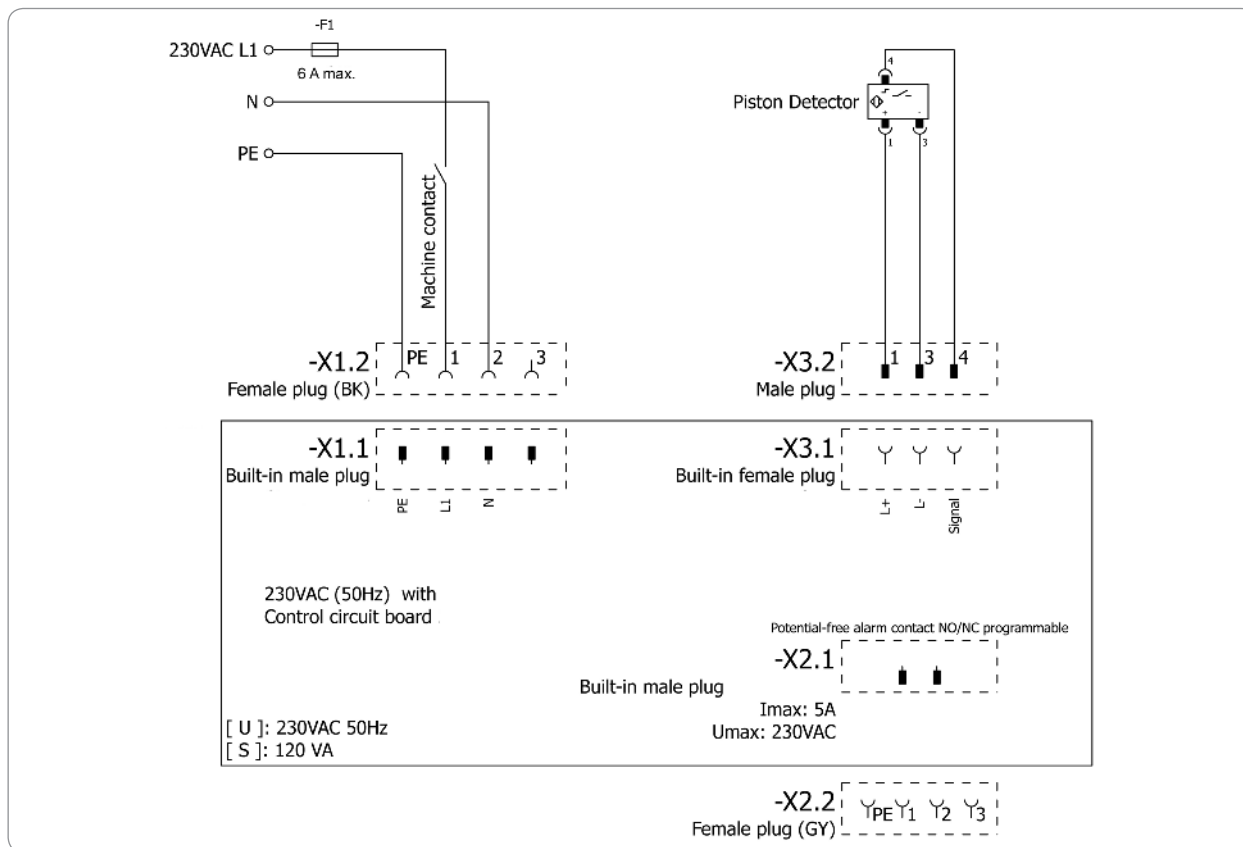 -F1
230VAC L1
6 A max.
N
PE
Machine contact
4
Piston Detector
+ -
1 3
-X1.2 PE 1 2 3
Female plug (BK)
-X3.2 1 3 4
Male plug
-X1.1
Built-in male plug
PE L1 N
-X3.1
Built-in female plug
L+ L- Signal
230VAC (50Hz) with
Control circuit board
Potential-free alarm contact NO/NC programmable
-X2.1
Built-in male plug
Imax: 5A
Umax: 230VAC
[ U ]: 230VAC 50Hz
[ S ]: 120 VA
-X2.2 PE 1 2 3
Female plug (GY)